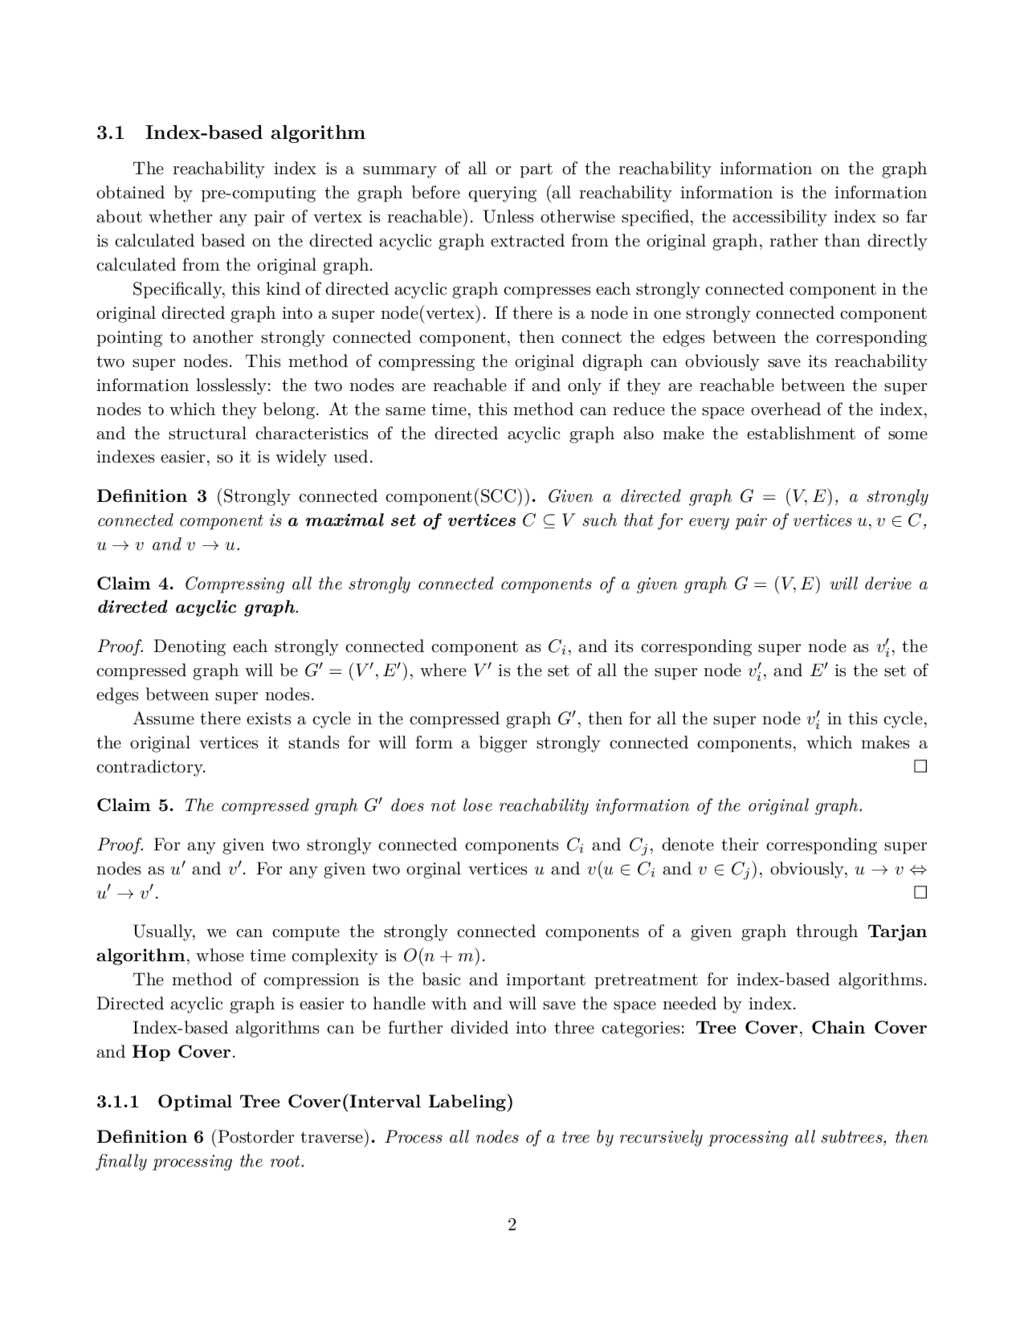 3.1 Index-based algorithm
The reachability index is a summary of all or part of the reachability information on the graph
obtained by pre-computing the graph before querying (all reachability information is the information
about whether any pair of vertex is reachable). Unless otherwise specified, the accessibility index so far
is calculated based on the directed acyclic graph extracted from the original graph, rather than directly
calculated from the original graph.
Specifically, this kind of directed acyclic graph compresses each strongly connected component in the
original directed graph into a super node(vertex). If there is a node in one strongly connected component
pointing to another strongly connected component, then connect the edges between the corresponding
two super nodes. This method of compressing the original digraph can obviously save its reachability
information losslessly: the two nodes are reachable if and only if they are reachable between the super
nodes to which they belong. At the same time, this method can reduce the space overhead of the index,
and the structural characteristics of the directed acyclic graph also make the establishment of some
indexes easier, so it is widely used.
Definition 3 (Strongly connected component(SCC)). Given a directed graph G = (V, E), a strongly
connected component is a maximal set of vertices C ⊆ V such that for every pair of vertices u, v ∈ C,
u → v and v → u.
Claim 4. Compressing all the strongly connected components of a given graph G = (V, E) will derive a
directed acyclic graph.
Proof. Denoting each strongly connected component as Cᵢ, and its corresponding super node as v′ᵢ, the
compressed graph will be G′ = (V′, E′), where V′ is the set of all the super node v′ᵢ, and E′ is the set of
edges between super nodes.
Assume there exists a cycle in the compressed graph G′, then for all the super node v′ᵢ in this cycle,
the original vertices it stands for will form a bigger strongly connected components, which makes a
contradictory. □
Claim 5. The compressed graph G′ does not lose reachability information of the original graph.
Proof. For any given two strongly connected components Cᵢ and Cⱼ, denote their corresponding super
nodes as u′ and v′. For any given two orginal vertices u and v(u ∈ Cᵢ and v ∈ Cⱼ), obviously, u → v ⇔
u′ → v′. □
Usually, we can compute the strongly connected components of a given graph through Tarjan
algorithm, whose time complexity is O(n + m).
The method of compression is the basic and important pretreatment for index-based algorithms.
Directed acyclic graph is easier to handle with and will save the space needed by index.
Index-based algorithms can be further divided into three categories: Tree Cover, Chain Cover
and Hop Cover.
3.1.1 Optimal Tree Cover(Interval Labeling)
Definition 6 (Postorder traverse). Process all nodes of a tree by recursively processing all subtrees, then
finally processing the root.
2